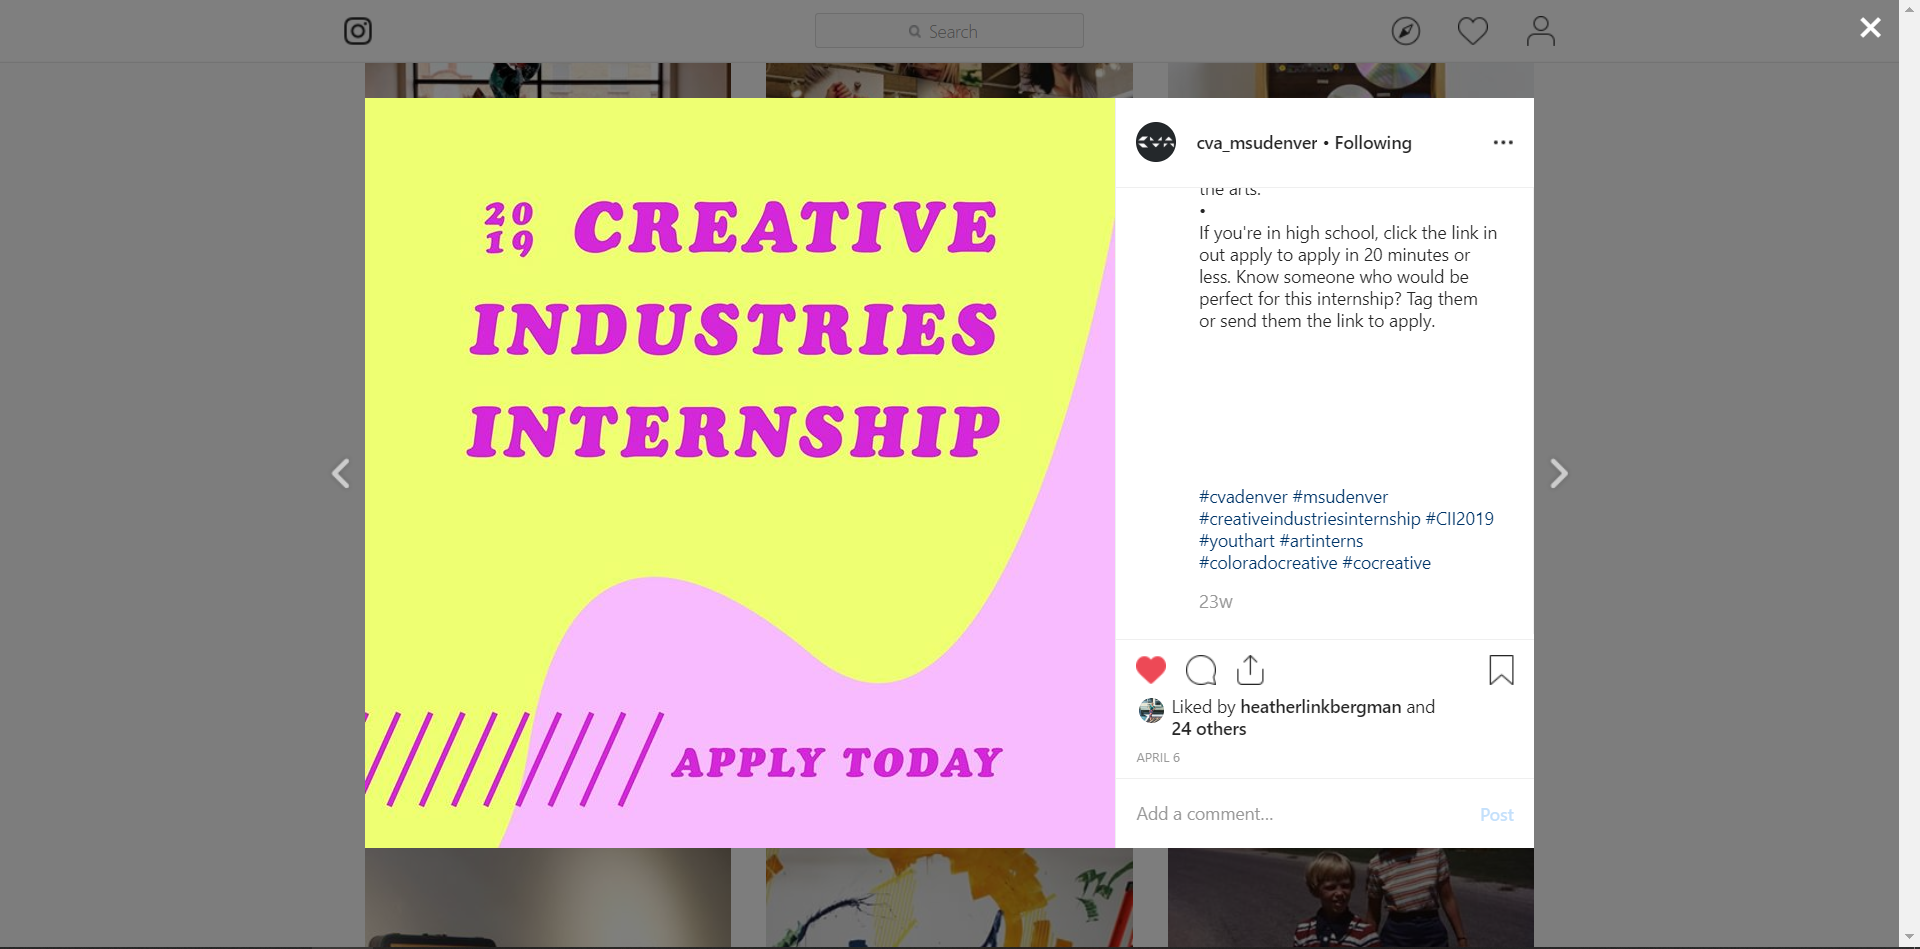 Search
2019 CREATIVE
INDUSTRIES
INTERNSHIP
APPLY TODAY
CVA
cva_msudenver • Following
the arts.
•
If you're in high school, click the link in
out apply to apply in 20 minutes or
less. Know someone who would be
perfect for this internship? Tag them
or send them the link to apply.
#cvadenver #msudenver
#creativeindustriesinternship #CII2019
#youthart #artinterns
#coloradocreative #cocreative
23w
Liked by heatherlinkbergman and
24 others
APRIL 6
Add a comment...
Post